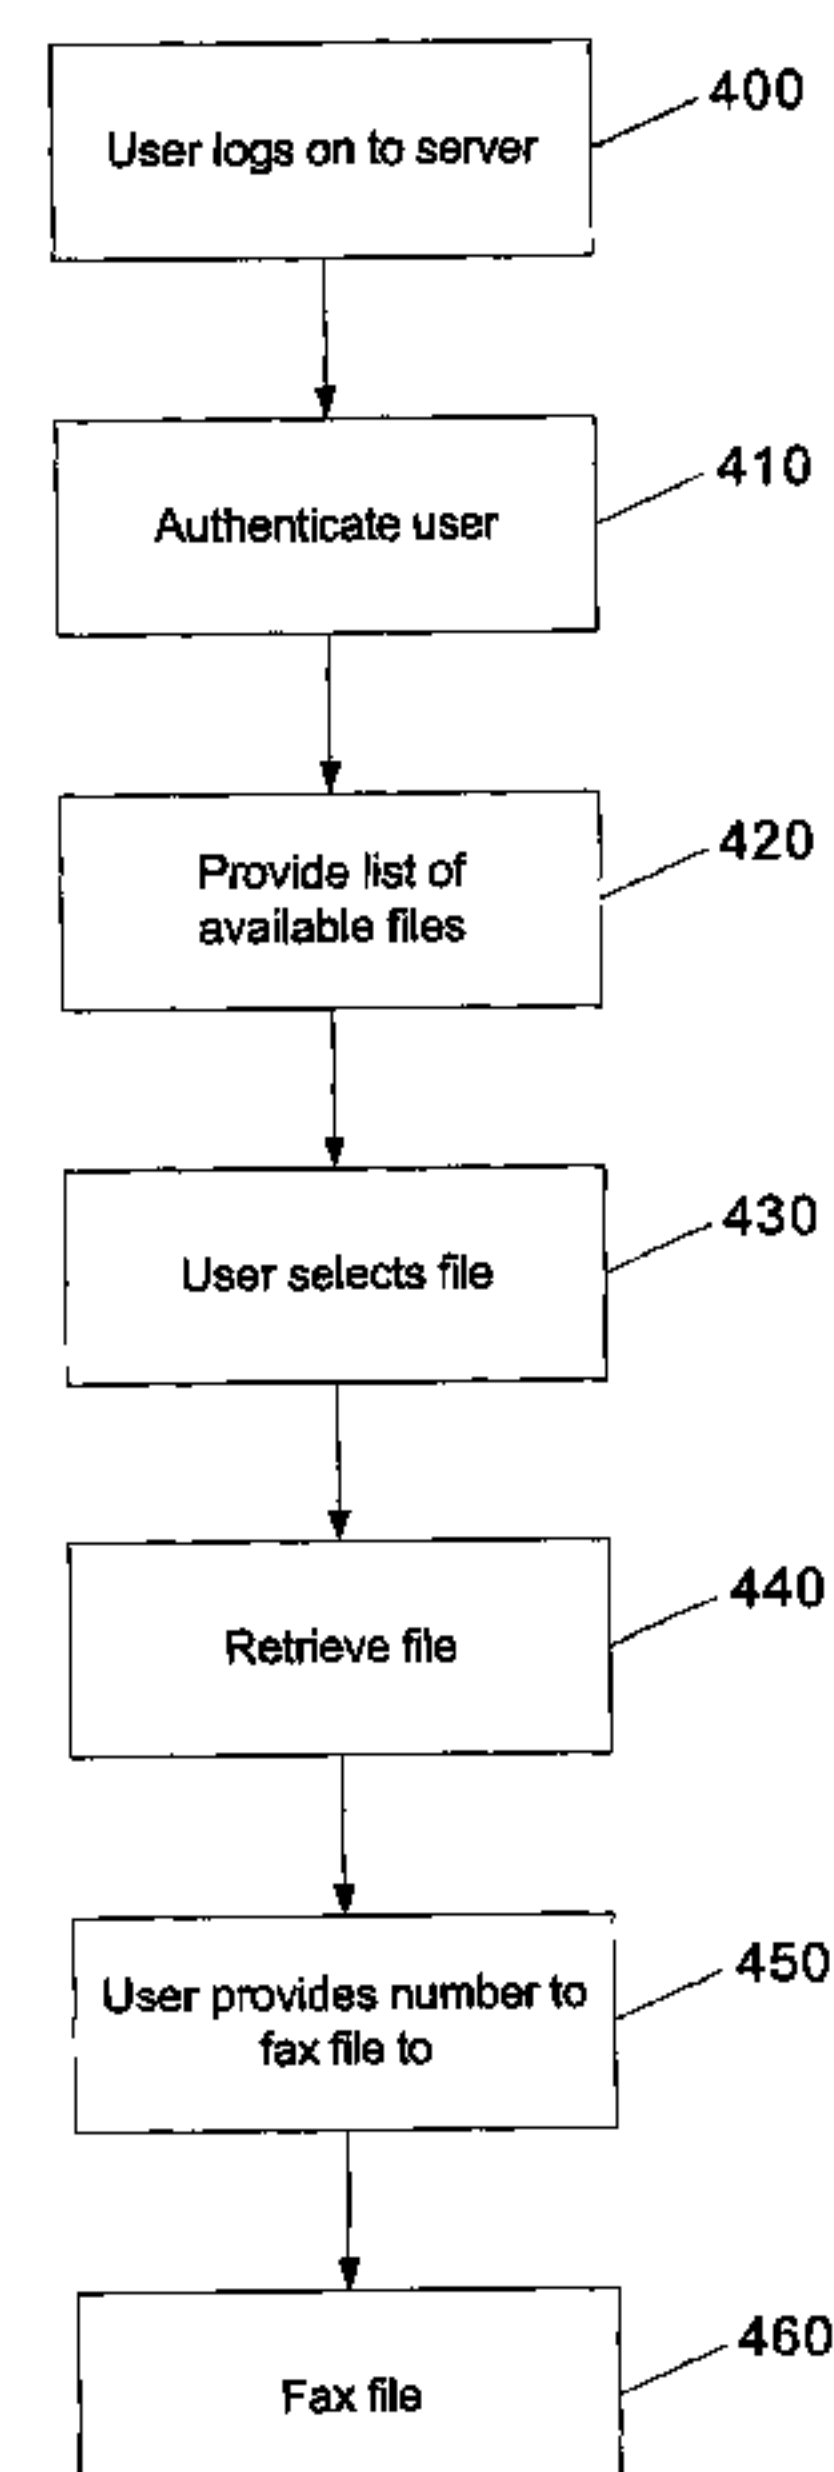 User logs on to server
400
Authenticate user
410
Provide list of
available files
420
User selects file
430
Retrieve file
440
User provides number to
fax file to
450
Fax file
460